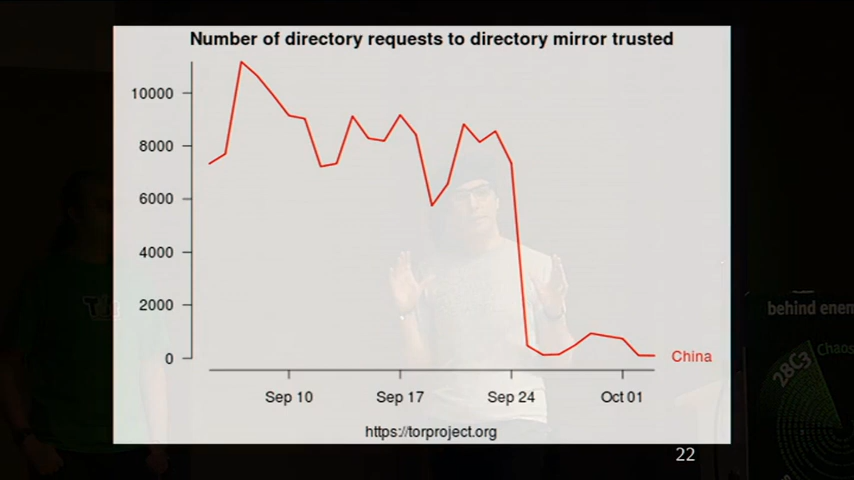 Number of directory requests to directory mirror trusted
10000
8000
6000
4000
2000
0
China
Sep 10
Sep 17
Sep 24
Oct 01
https://torproject.org
22
behind enem
Chaos
28C3